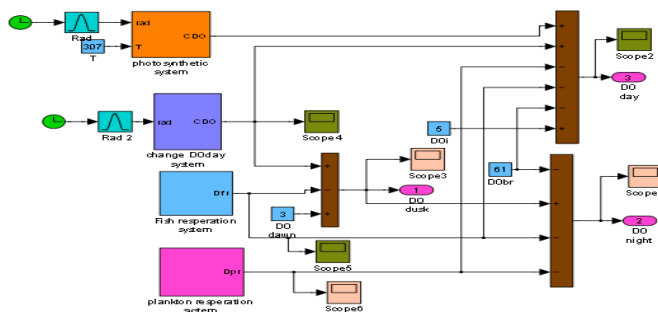 rad
CDO
Rad
307
T
T
photosynthetic
system
Scope2
3
DO
day
rad
CDO
Rad 2
change DOday
system
Scope4
5
DOi
Scope3
61
DObr
Scope
Dfr
1
DO
dusk
3
DO
dawn
Fish resperation
system
2
DO
night
Scope5
Dpr
plankton resperation
system
Scope6